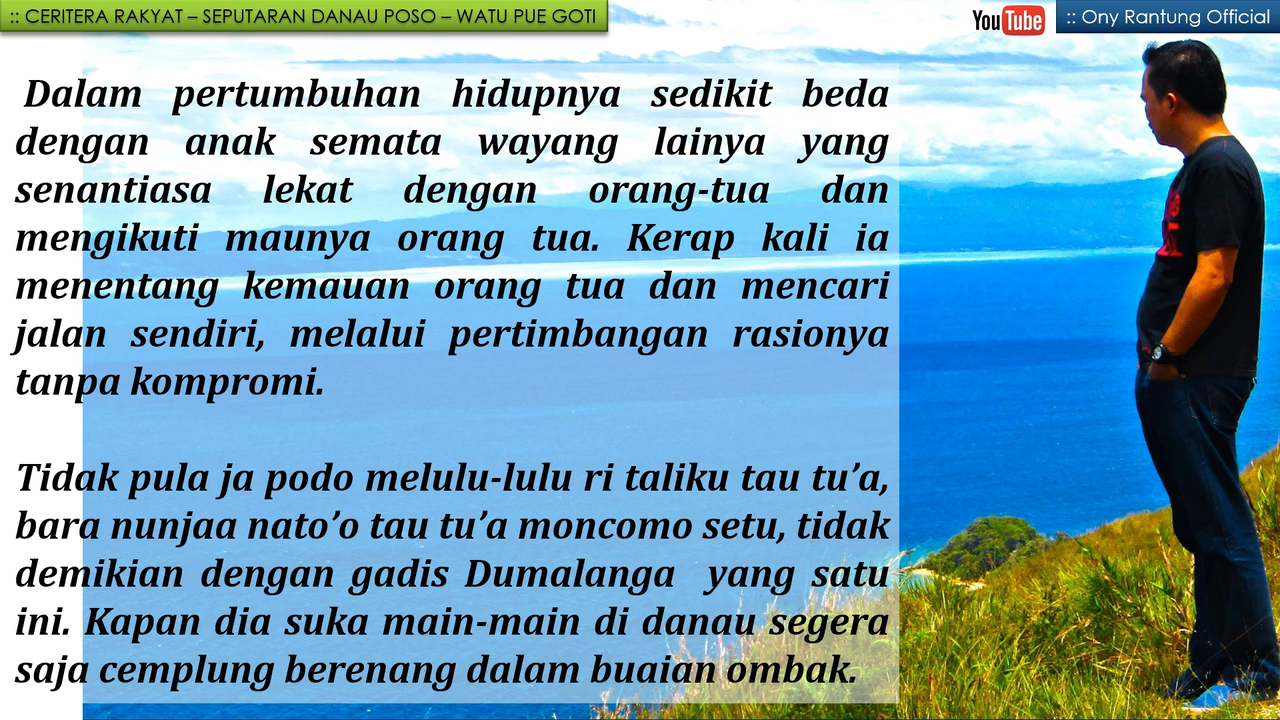 :: CERITERA RAKYAT – SEPUTARAN DANAU POSO – WATU PUE GOTI
YouTube :: Ony Rantung Official
Dalam pertumbuhan hidupnya sedikit beda
dengan anak semata wayang lainya yang
senantiasa lekat dengan orang-tua dan
mengikuti maunya orang tua. Kerap kali ia
menentang kemauan orang tua dan mencari
jalan sendiri, melalui pertimbangan rasionya
tanpa kompromi.
Tidak pula ja podo melulu-lulu ri taliku tau tu’a,
bara nunjaa nato’o tau tu’a moncomo setu, tidak
demikian dengan gadis Dumalanga yang satu
ini. Kapan dia suka main-main di danau segera
saja cemplung berenang dalam buaian ombak.